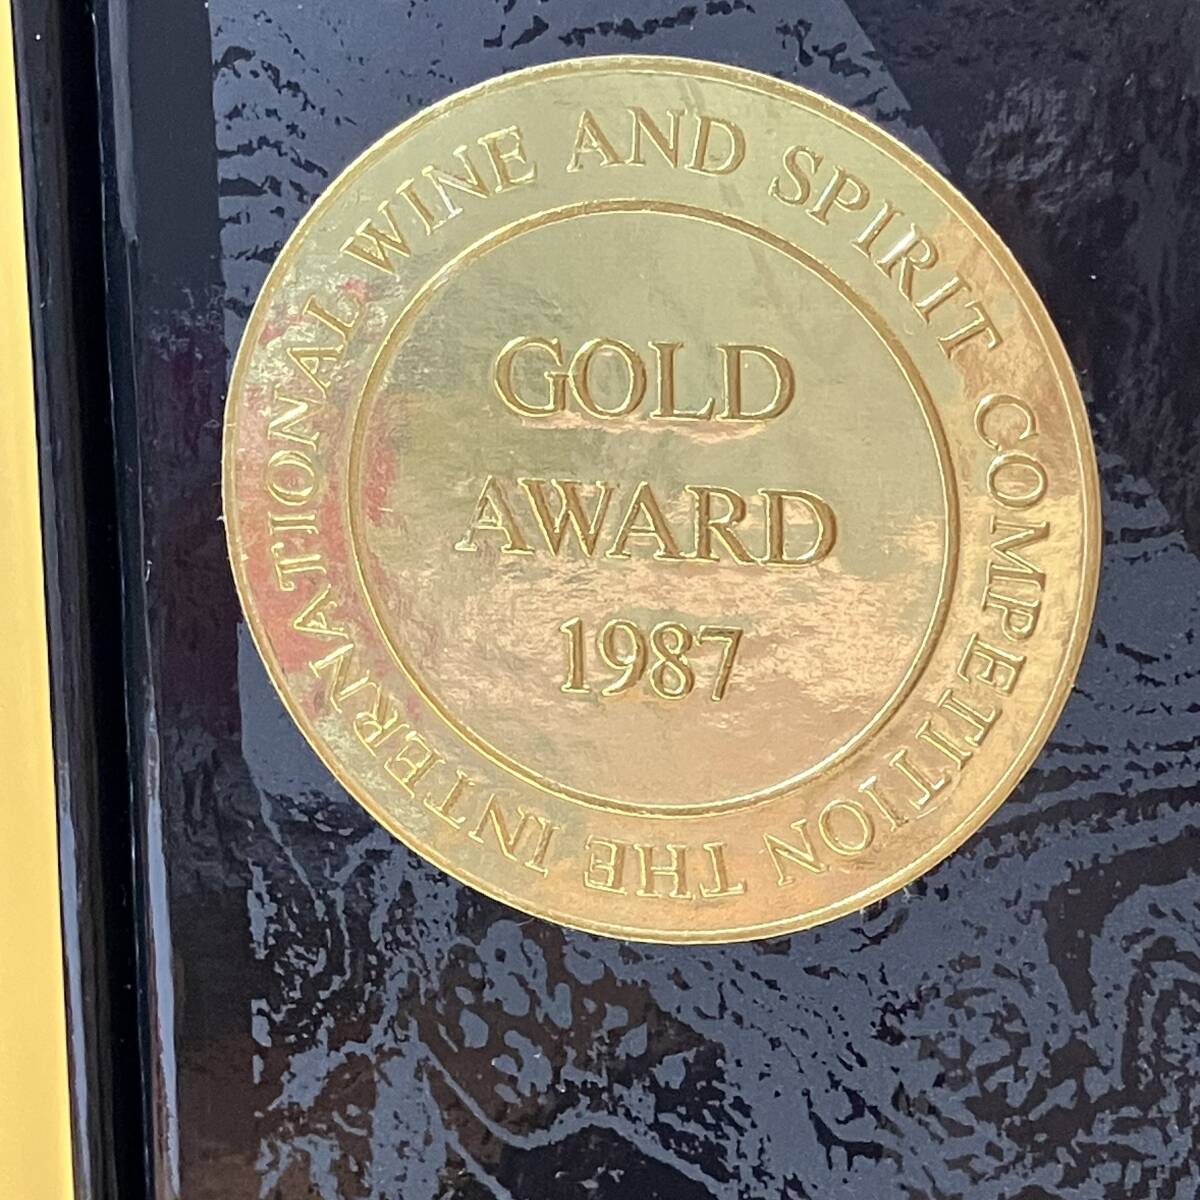 THE INTERNATIONAL WINE AND SPIRIT COMPETITION
GOLD
AWARD
1987